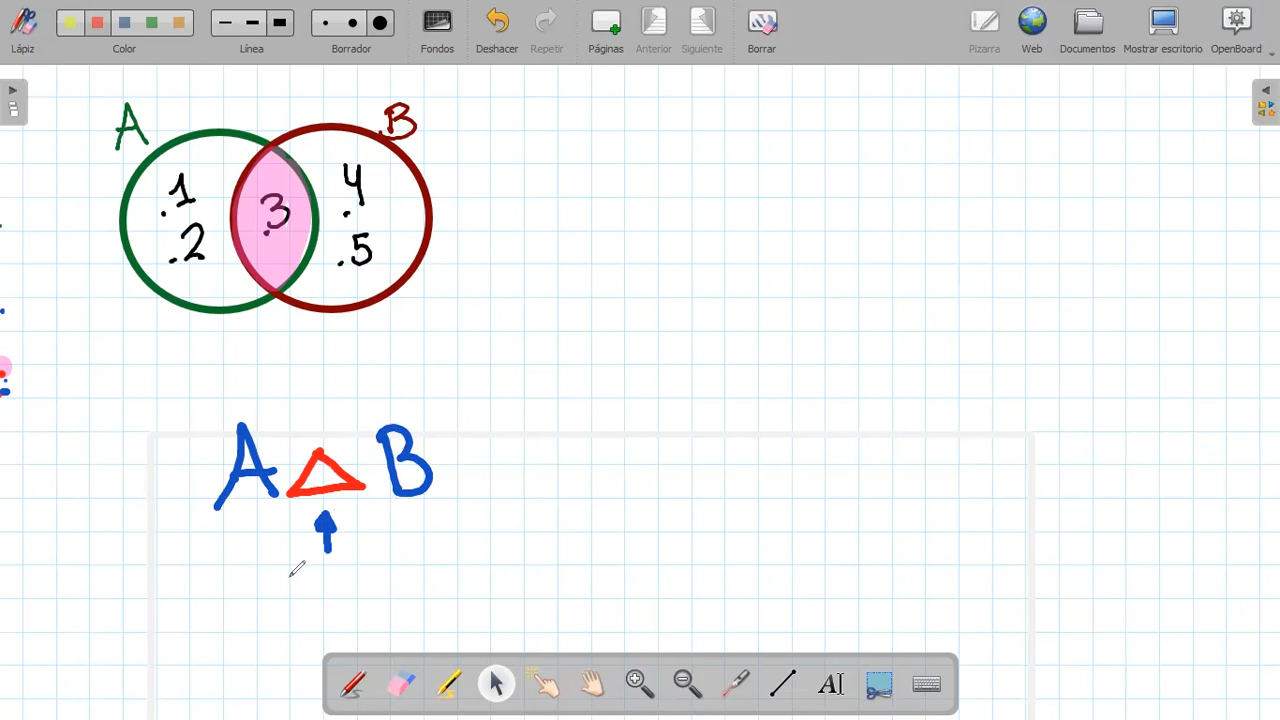 Lápiz Color Línea Borrador Fondos Deshacer Repetir Páginas Anterior Siguiente Borrar Pizarra Web Documentos Mostrar escritorio OpenBoard
A B
.1 .3 .4
.2 .5
A △ B
AI